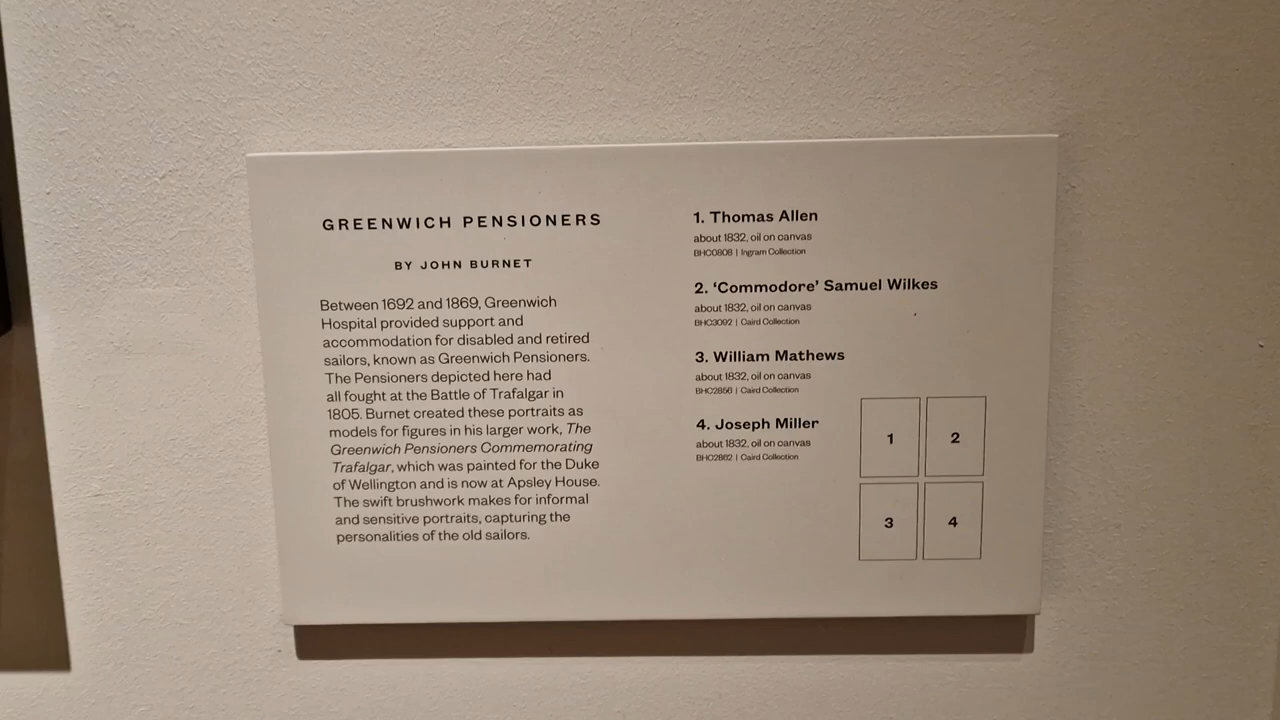 GREENWICH PENSIONERS
BY JOHN BURNET
Between 1692 and 1869, Greenwich
Hospital provided support and
accommodation for disabled and retired
sailors, known as Greenwich Pensioners.
The Pensioners depicted here had
all fought at the Battle of Trafalgar in
1805. Burnet created these portraits as
models for figures in his larger work, The
Greenwich Pensioners Commemorating
Trafalgar, which was painted for the Duke
of Wellington and is now at Apsley House.
The swift brushwork makes for informal
and sensitive portraits, capturing the
personalities of the old sailors.
1. Thomas Allen
about 1832, oil on canvas
BHC0808 | Ingram Collection
2. ‘Commodore’ Samuel Wilkes
about 1832, oil on canvas
BHC3092 | Caird Collection
3. William Mathews
about 1832, oil on canvas
BHC2856 | Caird Collection
4. Joseph Miller
about 1832, oil on canvas
BHC2862 | Caird Collection
1 2
3 4